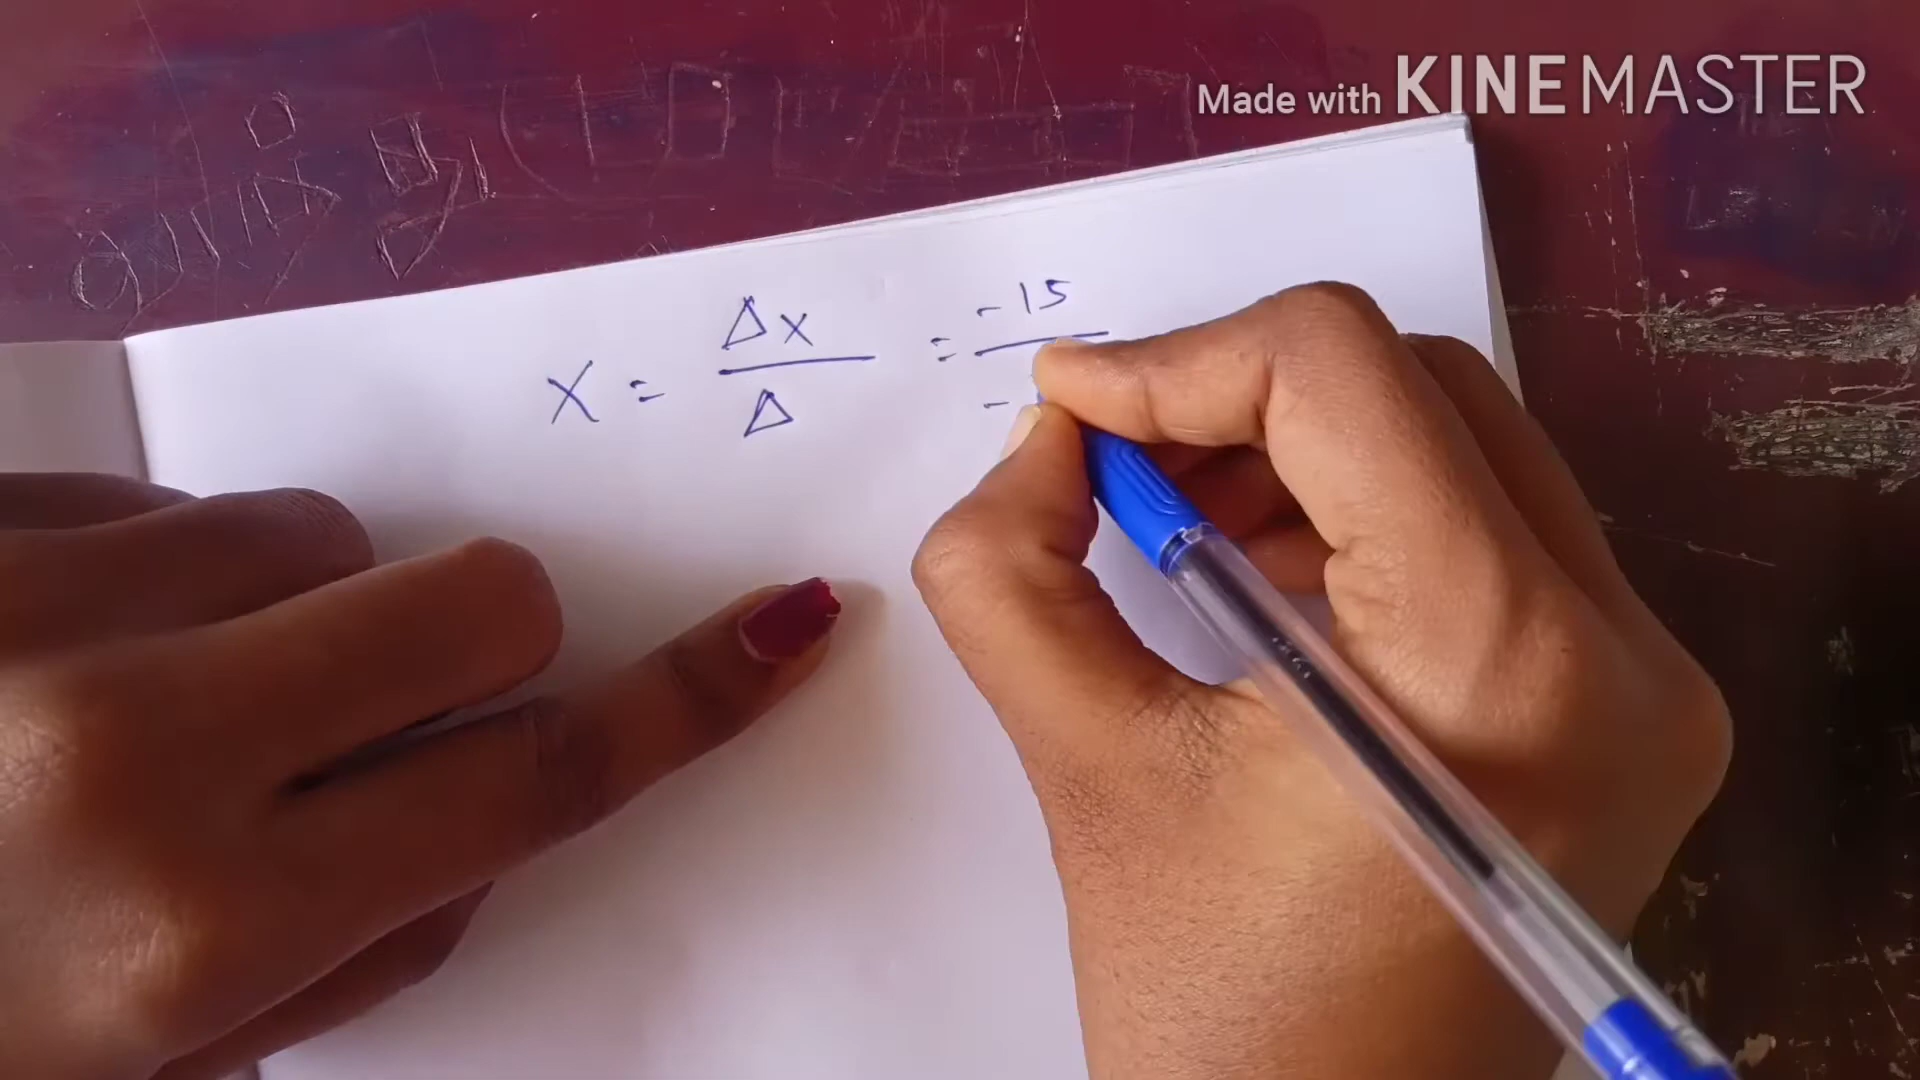 Made with KINEMASTER
x = Δx / Δ = -15 / -